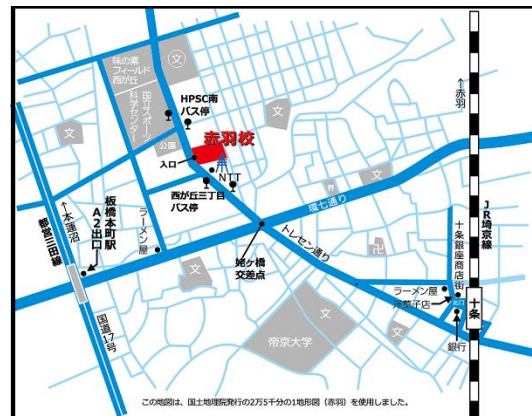 味の素
フィールド
西が丘
文
国立スポーツ
科学センター
HPSC南
バス停
公園
赤羽校
入口
NTT
西が丘三丁目
バス停
文
文
文
←赤羽
JR埼京線
環七通り
トレセン通り
姥ヶ橋
交差点
板橋本町駅
A2出口
←本蓮沼
都営三田線
ラーメン屋
国道17号
文
卍
帝京大学
文
文
十条銀座商店街
ラーメン屋
洋菓子店
北口
十条
銀行
この地図は、国土地理院発行の2万5千分の1地形図（赤羽）を使用しました。